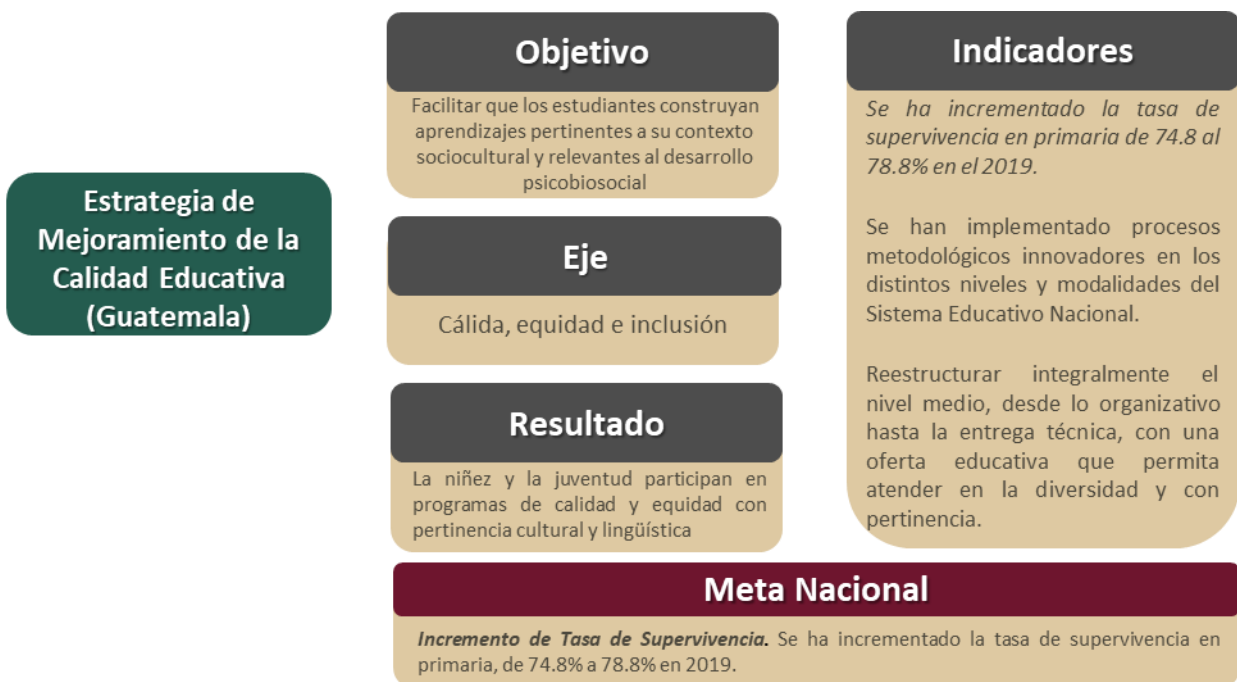 Estrategia de
Mejoramiento de la
Calidad Educativa
(Guatemala)
Objetivo
Facilitar que los estudiantes construyan
aprendizajes pertinentes a su contexto
sociocultural y relevantes al desarrollo
psicobiosocial
Eje
Cálida, equidad e inclusión
Resultado
La niñez y la juventud participan en
programas de calidad y equidad con
pertinencia cultural y lingüística
Indicadores
Se ha incrementado la tasa de
supervivencia en primaria de 74.8 al
78.8% en el 2019.
Se han implementado procesos
metodológicos innovadores en los
distintos niveles y modalidades del
Sistema Educativo Nacional.
Reestructurar integralmente el
nivel medio, desde lo organizativo
hasta la entrega técnica, con una
oferta educativa que permita
atender en la diversidad y con
pertinencia.
Meta Nacional
Incremento de Tasa de Supervivencia. Se ha incrementado la tasa de supervivencia en
primaria, de 74.8% a 78.8% en 2019.